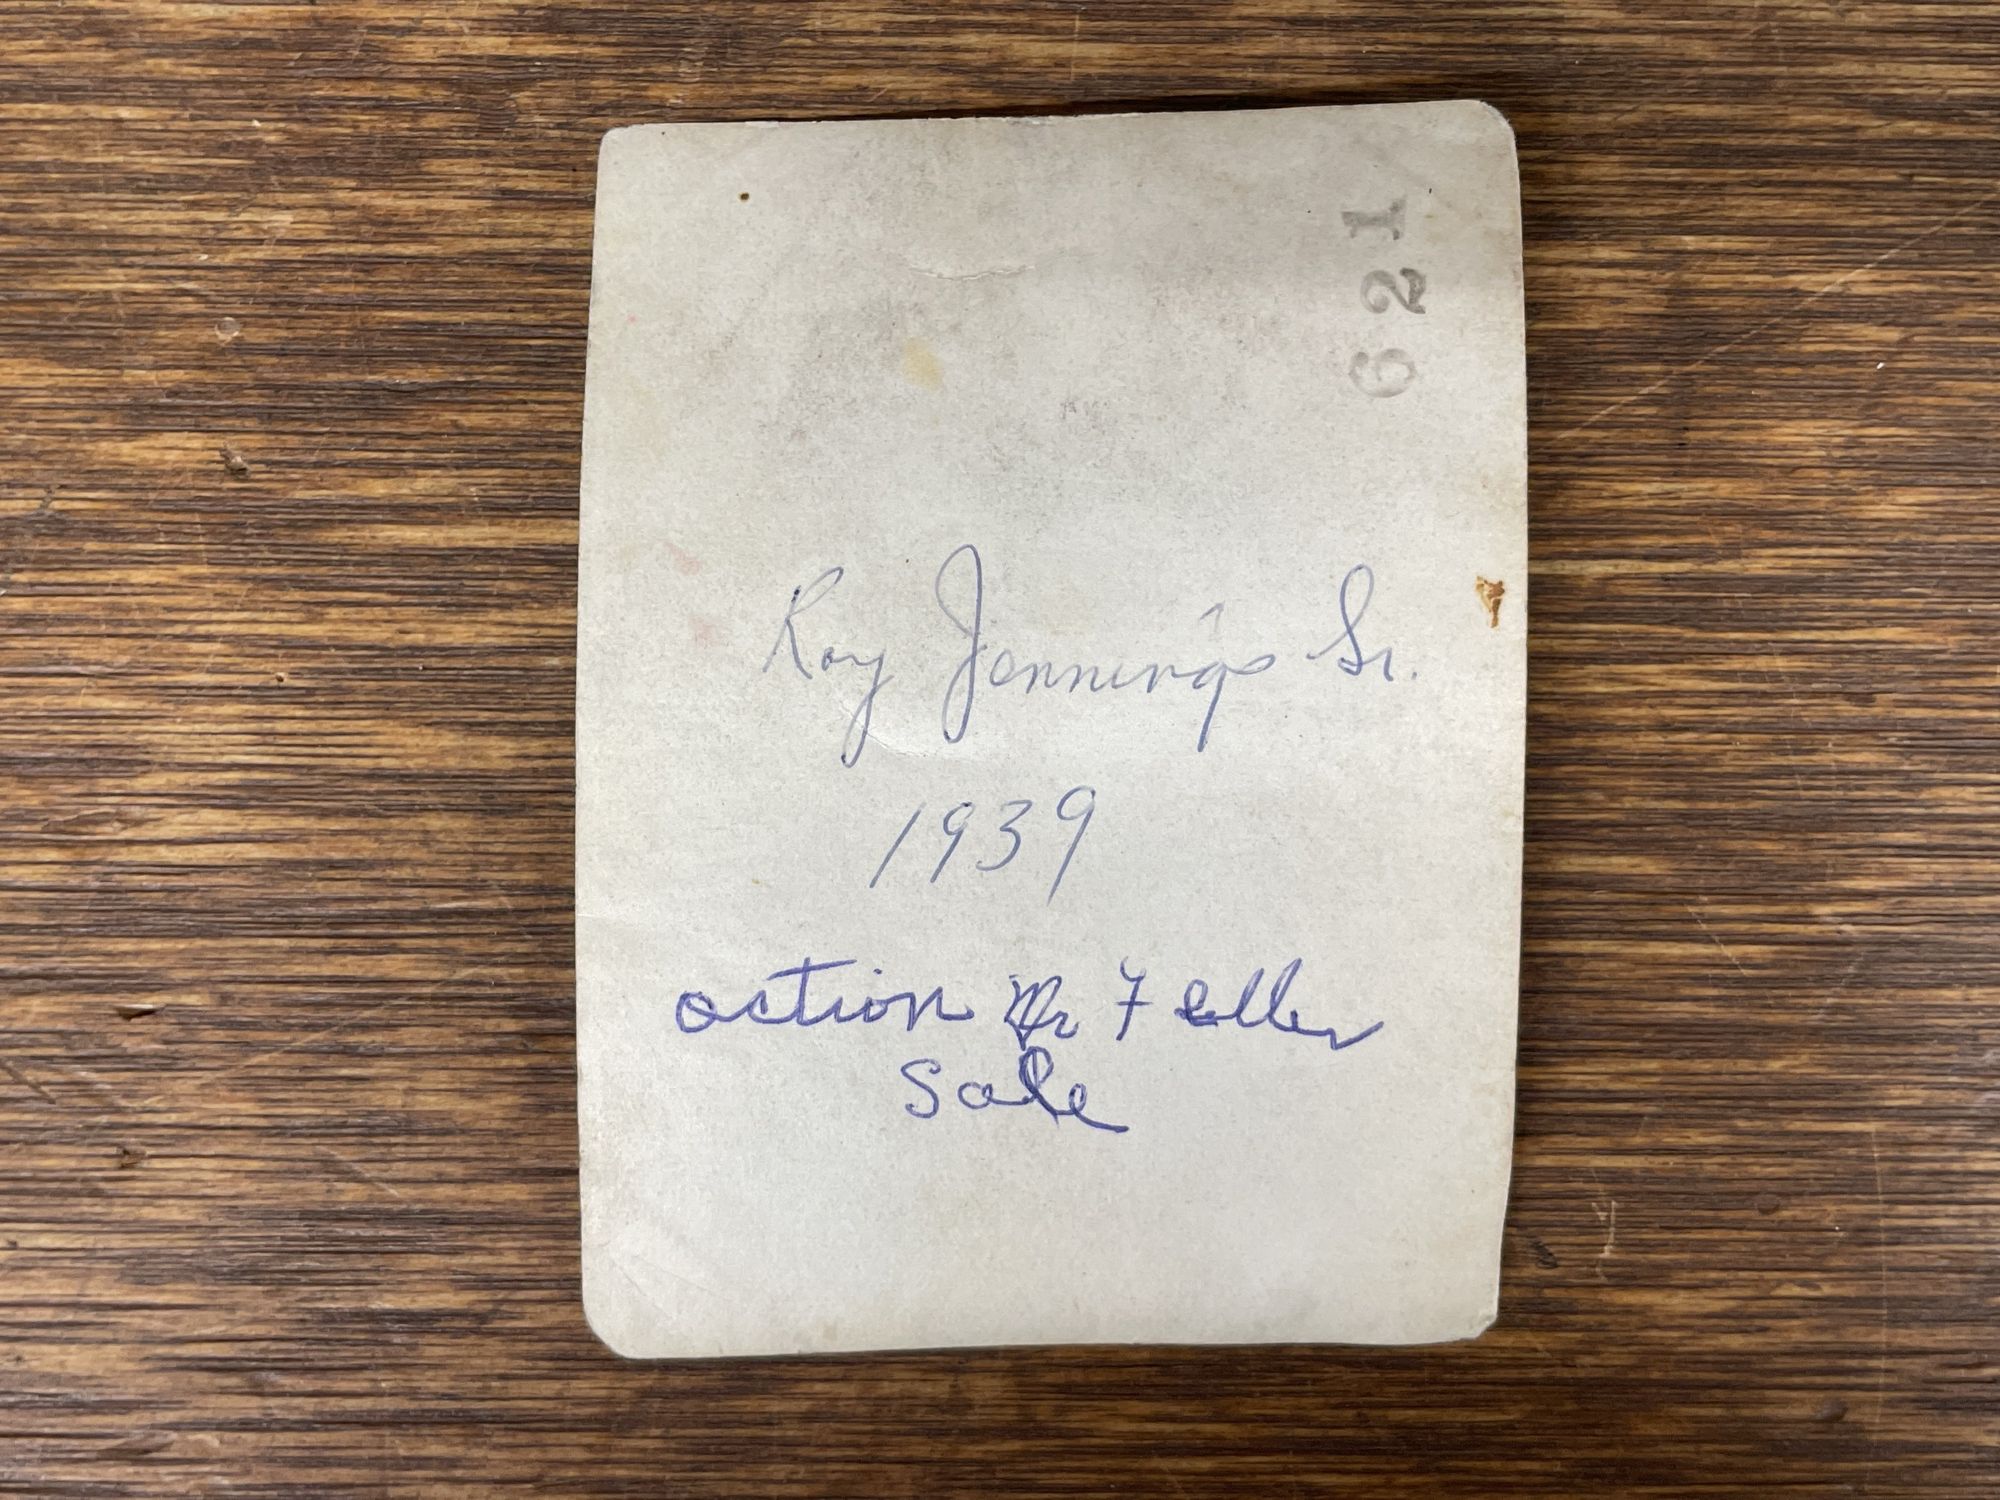 621
Roy Jennings Sr.
1939
action Mr Feller
Sale